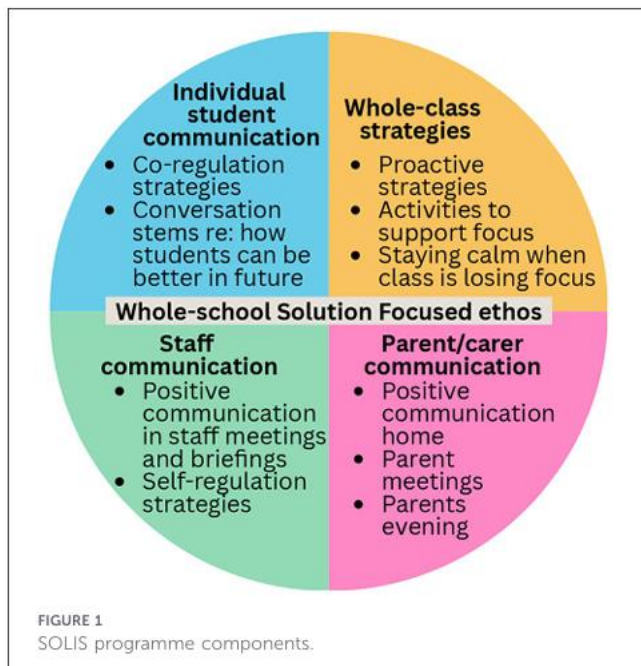 Individual
student
communication
• Co-regulation
strategies
• Conversation
stems re: how
students can be
better in future
Whole-class
strategies
• Proactive
strategies
• Activities to
support focus
• Staying calm when
class is losing focus
Whole-school Solution Focused ethos
Staff
communication
• Positive
communication
in staff meetings
and briefings
• Self-regulation
strategies
Parent/carer
communication
• Positive
communication
home
• Parent
meetings
• Parents
evening
FIGURE 1
SOLIS programme components.